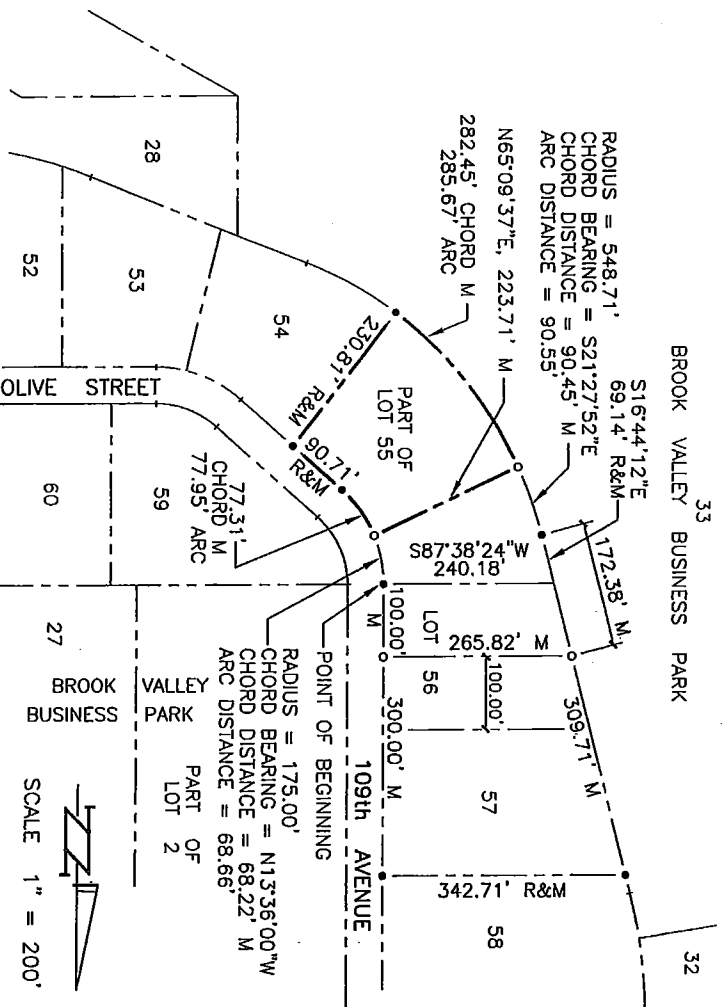 33
BROOK VALLEY BUSINESS PARK
S16°44'12"E
69.14' R&M
172.38' M.
RADIUS = 548.71'
CHORD BEARING = S21°27'52"E
CHORD DISTANCE = 90.45' M
ARC DISTANCE = 90.55'
N65°09'37"E, 223.71' M
282.45' CHORD M
285.67' ARC
28
52
53
54
230.81' R&M
PART OF
LOT 55
90.71'
R&M
77.31'
CHORD M
77.95' ARC
S87°38'24"W
240.18'
100.00'
M
LOT
56
265.82' M
100.00'
309.71' M
300.00' M
57
342.71' R&M
58
32
OLIVE STREET
59
60
27
109th AVENUE
POINT OF BEGINNING
RADIUS = 175.00'
CHORD BEARING = N13°36'00"W
CHORD DISTANCE = 68.22' M
ARC DISTANCE = 68.66'
BROOK VALLEY
BUSINESS PARK
PART OF
LOT 2
SCALE 1" = 200'